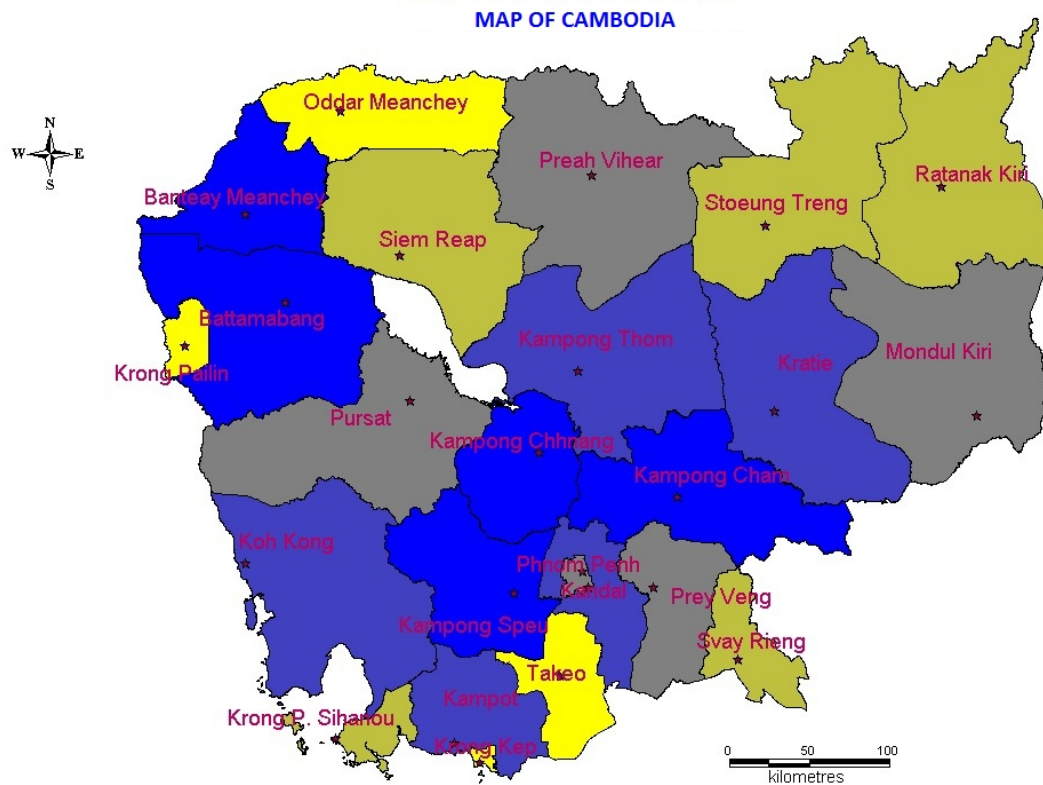 MAP OF CAMBODIA
N
W E
S
Oddar Meanchey
Preah Vihear
Ratanak Kiri
Banteay Meanchey
Stoeung Treng
Siem Reap
Battamabang
Kampong Thom
Mondul Kiri
Kratie
Krong Pailin
Pursat
Kampong Chhnang
Kampong Cham
Koh Kong
Phnom Penh
Kandal
Prey Veng
Kampong Speu
Svay Rieng
Takeo
Kampot
Krong P. Sihanou
Krong Kep
0 50 100
kilometres